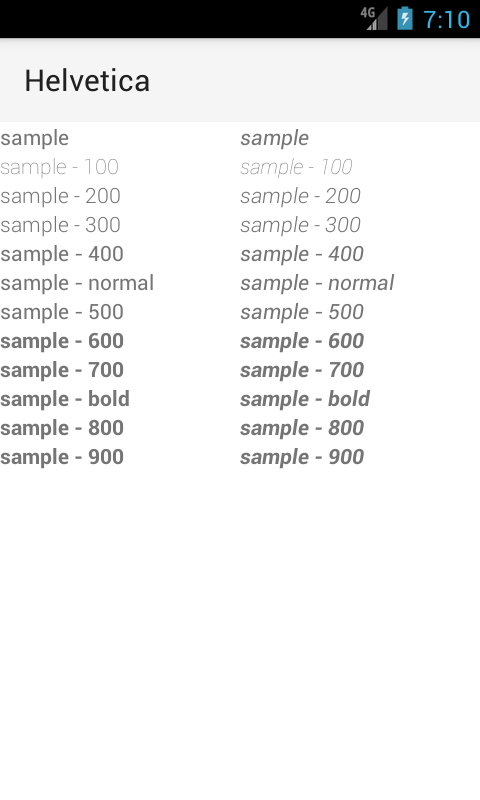 4G 7:10
Helvetica
sample sample
sample - 100 sample - 100
sample - 200 sample - 200
sample - 300 sample - 300
sample - 400 sample - 400
sample - normal sample - normal
sample - 500 sample - 500
sample - 600 sample - 600
sample - 700 sample - 700
sample - bold sample - bold
sample - 800 sample - 800
sample - 900 sample - 900